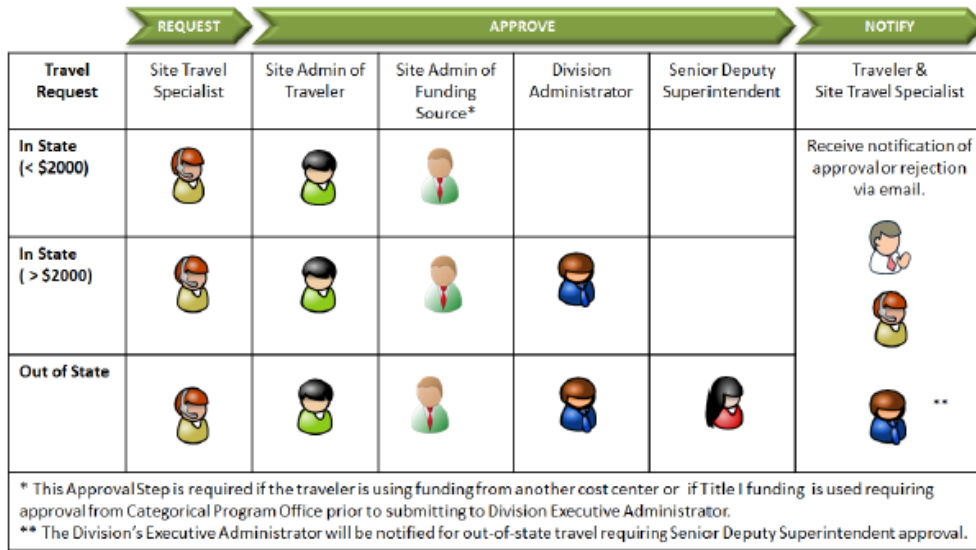 REQUEST
APPROVE
NOTIFY
Travel
Request
Site Travel
Specialist
Site Admin of
Traveler
Site Admin of
Funding
Source*
Division
Administrator
Senior Deputy
Superintendent
Traveler &
Site Travel Specialist
In State
(< $2000)
Receive notification of
approval or rejection
via email.
In State
( > $2000)
Out of State
**
* This Approval Step is required if the traveler is using funding from another cost center or if Title I funding is used requiring
approval from Categorical Program Office prior to submitting to Division Executive Administrator.
** The Division's Executive Administrator will be notified for out-of-state travel requiring Senior Deputy Superintendent approval.